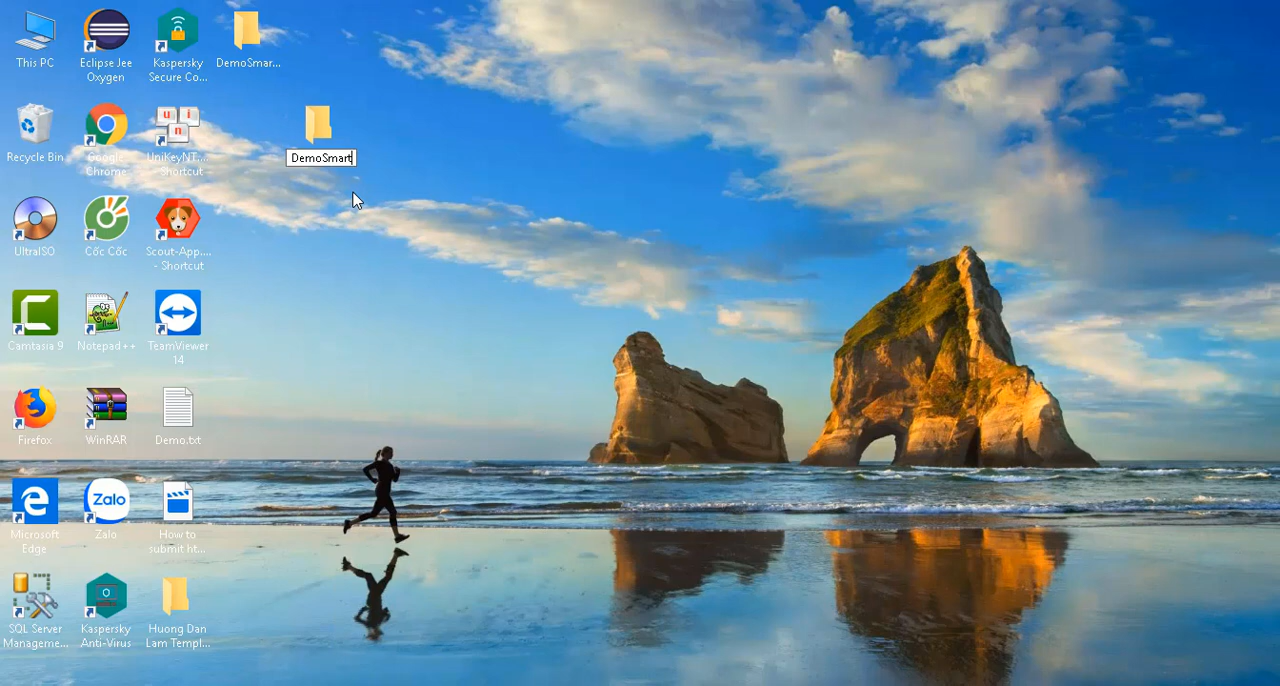 This PC
Eclipse Jee
Oxygen
Kaspersky
Secure Co...
DemoSmar...
Recycle Bin
Google
Chrome
UniKeyNT....
Shortcut
DemoSmart
UltraISO
Cốc Cốc
Scout-App....
- Shortcut
Camtasia 9
Notepad++
TeamViewer
14
Firefox
WinRAR
Demo.txt
Zalo
Microsoft
Edge
Zalo
How to
submit ht...
SQL Server
Manageme...
Kaspersky
Anti-Virus
Huong Dan
Lam Templ...